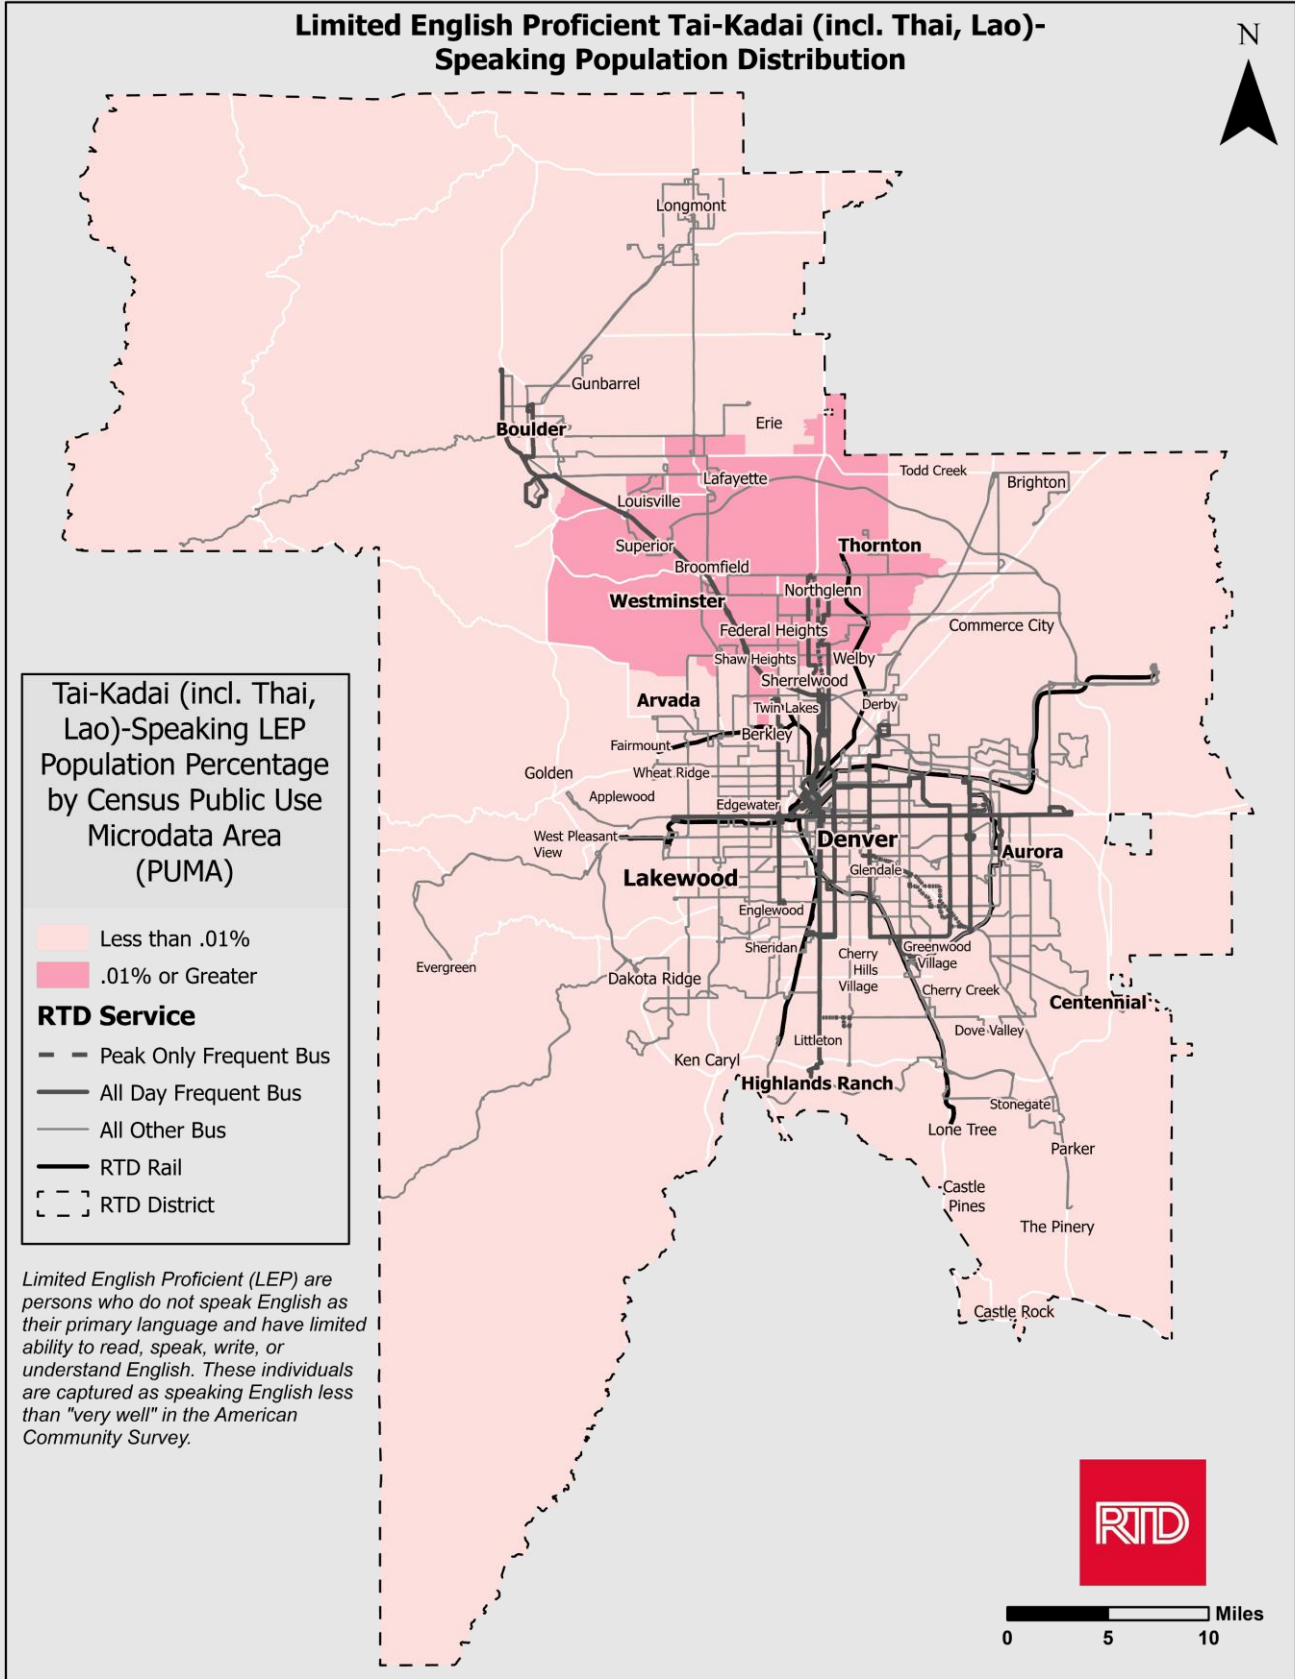 Limited English Proficient Tai-Kadai (incl. Thai, Lao)-
Speaking Population Distribution
N
Longmont
Gunbarrel
Boulder
Erie
Lafayette
Todd Creek
Brighton
Louisville
Superior
Thornton
Broomfield
Northglenn
Westminster
Federal Heights
Commerce City
Shaw Heights
Welby
Sherrelwood
Arvada
Twin Lakes
Derby
Berkley
Fairmount
Golden
Wheat Ridge
Applewood
Edgewater
West Pleasant
View
Denver
Aurora
Lakewood
Glendale
Englewood
Sheridan
Greenwood
Village
Cherry
Hills
Village
Evergreen
Dakota Ridge
Cherry Creek
Centennial
Dove Valley
Littleton
Ken Caryl
Highlands Ranch
Stonegate
Lone Tree
Parker
Castle
Pines
The Pinery
Castle Rock
Tai-Kadai (incl. Thai,
Lao)-Speaking LEP
Population Percentage
by Census Public Use
Microdata Area
(PUMA)
Less than .01%
.01% or Greater
RTD Service
Peak Only Frequent Bus
All Day Frequent Bus
All Other Bus
RTD Rail
RTD District
Limited English Proficient (LEP) are
persons who do not speak English as
their primary language and have limited
ability to read, speak, write, or
understand English. These individuals
are captured as speaking English less
than "very well" in the American
Community Survey.
RTD
Miles
0 5 10